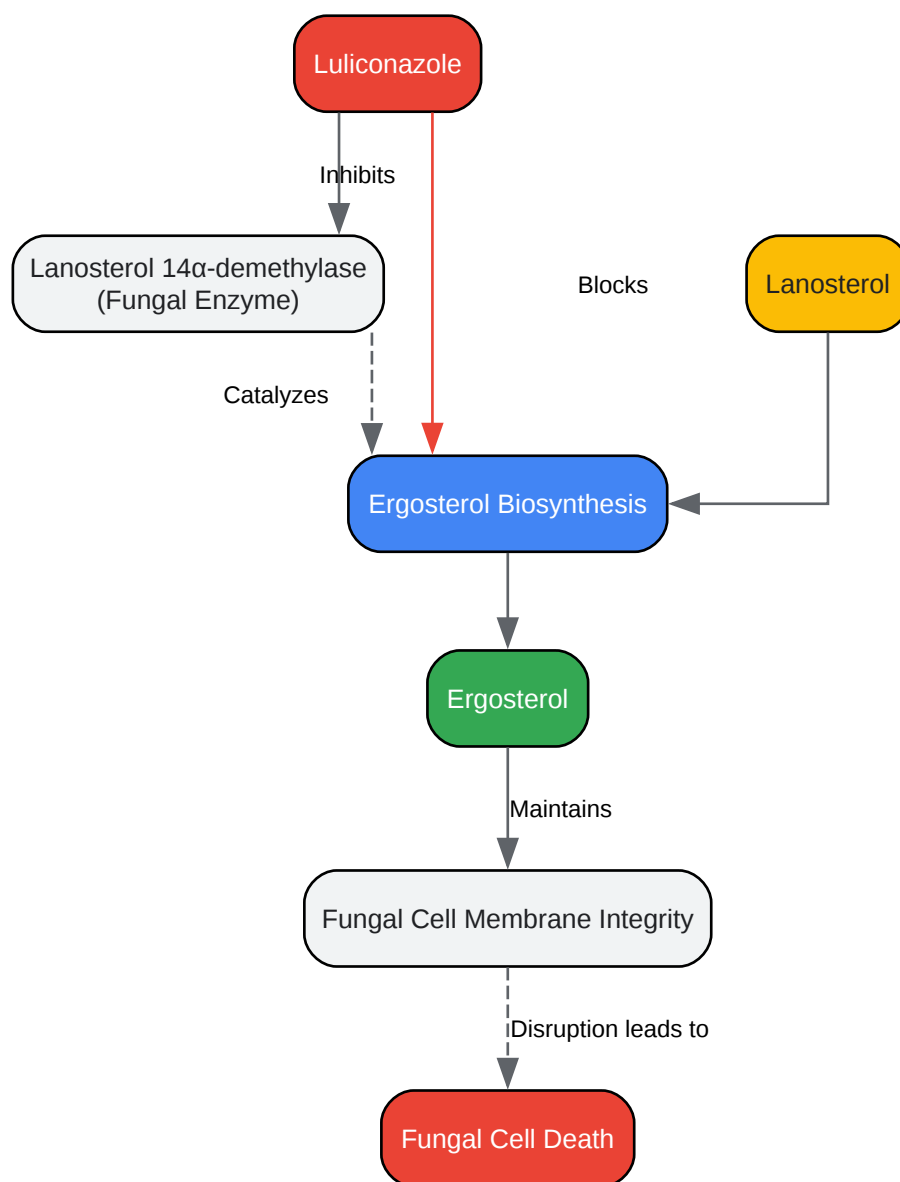 Luliconazole
Inhibits
Lanosterol 14α-demethylase
(Fungal Enzyme)
Blocks
Lanosterol
Catalyzes
Ergosterol Biosynthesis
Ergosterol
Maintains
Fungal Cell Membrane Integrity
Disruption leads to
Fungal Cell Death